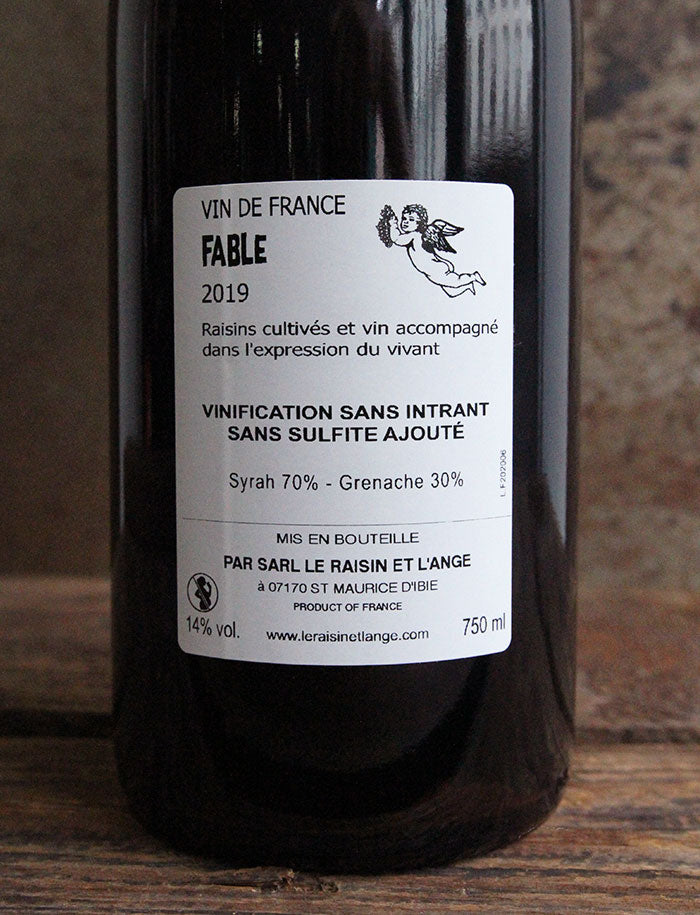 VIN DE FRANCE
FABLE
2019
Raisins cultivés et vin accompagné
dans l'expression du vivant
VINIFICATION SANS INTRANT
SANS SULFITE AJOUTÉ
Syrah 70% - Grenache 30%
L F202006
MIS EN BOUTEILLE
PAR SARL LE RAISIN ET L'ANGE
à 07170 ST MAURICE D'IBIE
PRODUCT OF FRANCE
14% vol.
www.leraisinetlange.com
750 ml